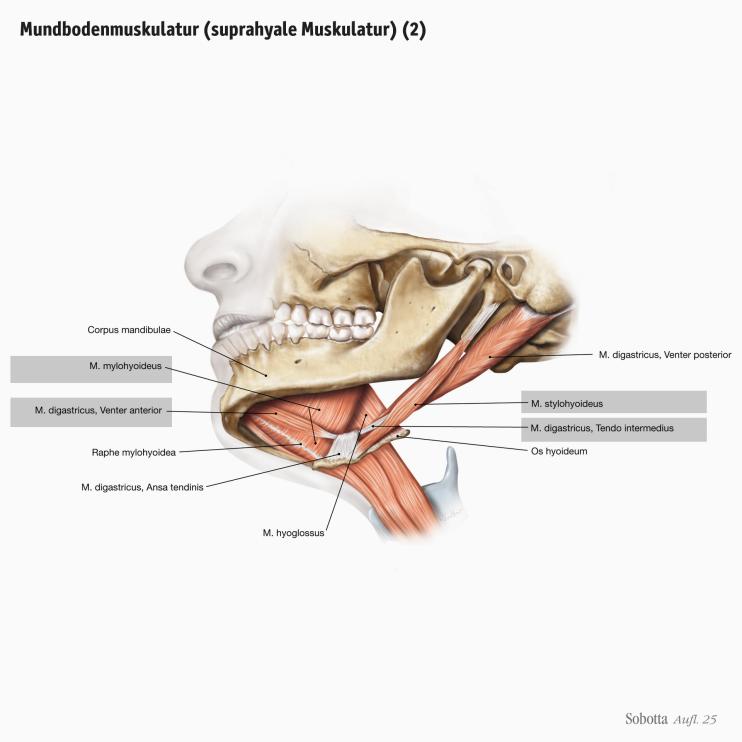 Mundbodenmuskulatur (suprahyale Muskulatur) (2)
Corpus mandibulae
M. mylohyoideus
M. digastricus, Venter anterior
Raphe mylohyoidea
M. digastricus, Ansa tendinis
M. hyoglossus
M. digastricus, Venter posterior
M. stylohyoideus
M. digastricus, Tendo intermedius
Os hyoideum
Sobotta Aufl. 25